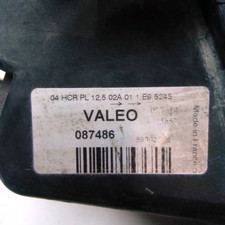 04 HCR PL 12,5 02A 01 1 E9 5245
VALEO
087486
Made in France